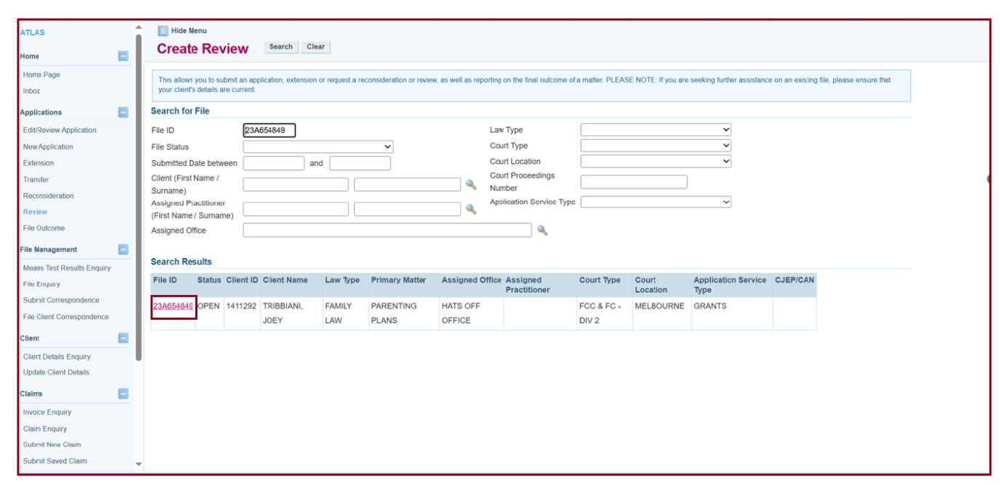 ATLAS
Home
Home Page
Inbox
Applications
Edit/Review Application
New Application
Extension
Transfer
Reconsideration
Review
File Outcome
File Management
Means Test Results Enquiry
File Enquiry
Submit Correspondence
File Client Correspondence
Client
Client Details Enquiry
Update Client Details
Claims
Invoice Enquiry
Claim Enquiry
Submit New Claim
Submit Saved Claim
Hide Menu
Create Review Search Clear
This allows you to submit an application, extension or request a reconsideration or review, as well as reporting on the final outcome of a matter. PLEASE NOTE: If you are seeking further assistance on an existing file, please ensure that
your client's details are current.
Search for File
File ID 23A654849
File Status
Submitted Date between and
Client (First Name /
Surname)
Assigned Practitioner
(First Name / Surname)
Assigned Office
Law Type
Court Type
Court Location
Court Proceedings
Number
Application Service Type
Search Results
File ID Status Client ID Client Name Law Type Primary Matter Assigned Office Assigned Court Type Court Application Service CJEP/CAN
Practitioner Location Type
23A654849 OPEN 1411292 TRIBBIANI, FAMILY PARENTING HATS OFF FCC & FC - MELBOURNE GRANTS
JOEY LAW PLANS OFFICE DIV 2